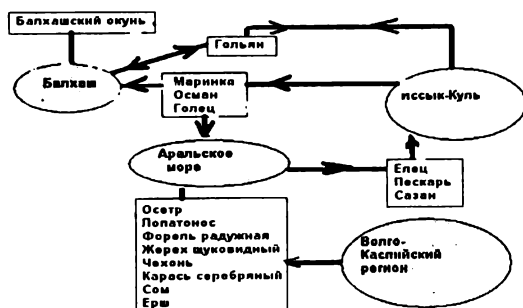 Балхашский окунь
Гольян
Балхаш
Маринка
Осман
Голец
иссык-Куль
Аральское
море
Елец
Пескарь
Сазан
Осетр
Лопатонес
Форель радужная
Жерех щуковидный
Чехонь
Карась серебряный
Сом
Ерш
Волго-
Каспийский
регион